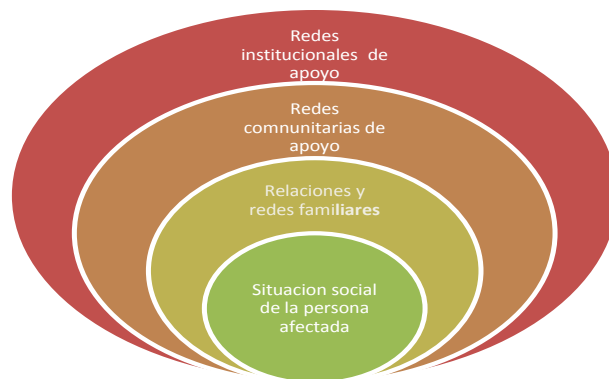 Redes
institucionales de
apoyo
Redes
comnunitarias de
apoyo
Relaciones y
redes familiares
Situacion social
de la persona
afectada